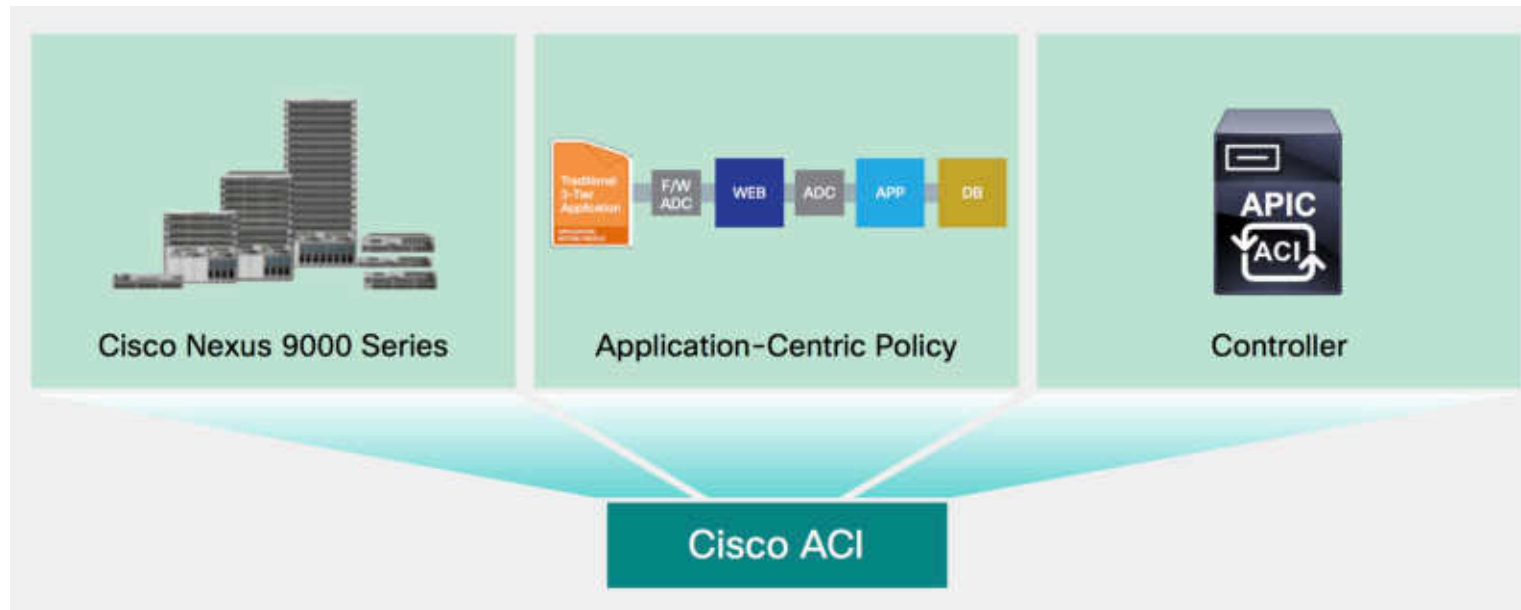 Traditional
3-Tier
Application
F/W
ADC
WEB
ADC
APP
DB
APIC
ACI
Cisco Nexus 9000 Series
Application-Centric Policy
Controller
Cisco ACI